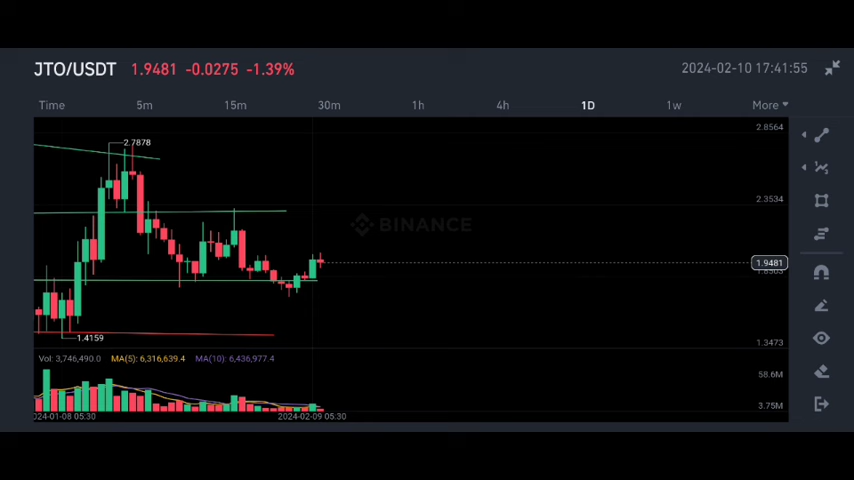 JTO/USDT 1.9481 -0.0275 -1.39% 2024-02-10 17:41:55
Time 5m 15m 30m 1h 4h 1D 1w More
2.8564
2.7878
2.3534
BINANCE
1.9481
1.4159
1.3473
Vol: 3,746,490.0 MA(5): 6,316,639.4 MA(10): 6,436,977.4
58.6M
3.75M
024-01-08 05:30 2024-02-09 05:30